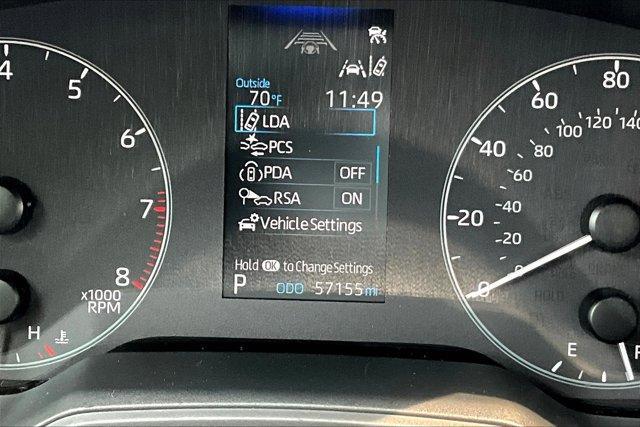 4
5
6
7
8
x1000
RPM
H
Outside
70°F 11:49
LDA
PCS
PDA OFF
RSA ON
Vehicle Settings
Hold OK to Change Settings
P ODO 57155 mi
80
60
40
20
0
140
120
100
80
60
40
20
0
E
F